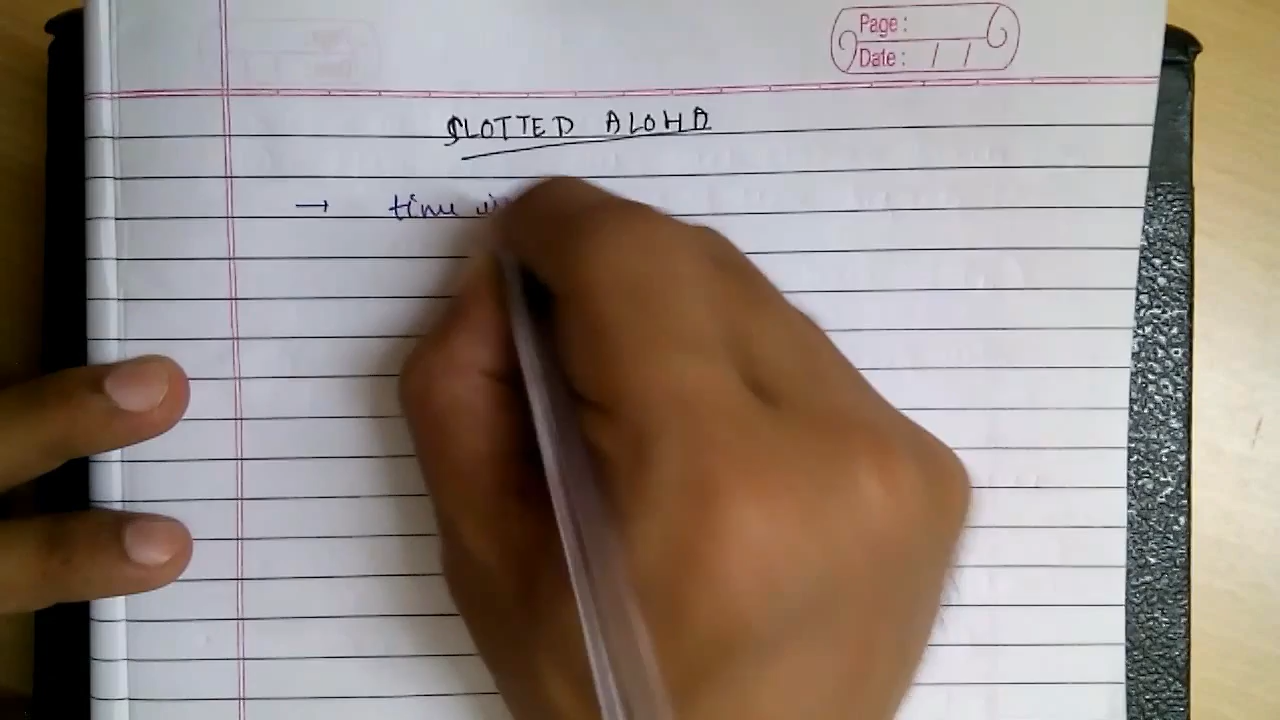 Page :
Date : / /
SLOTTED ALOHA
→ time